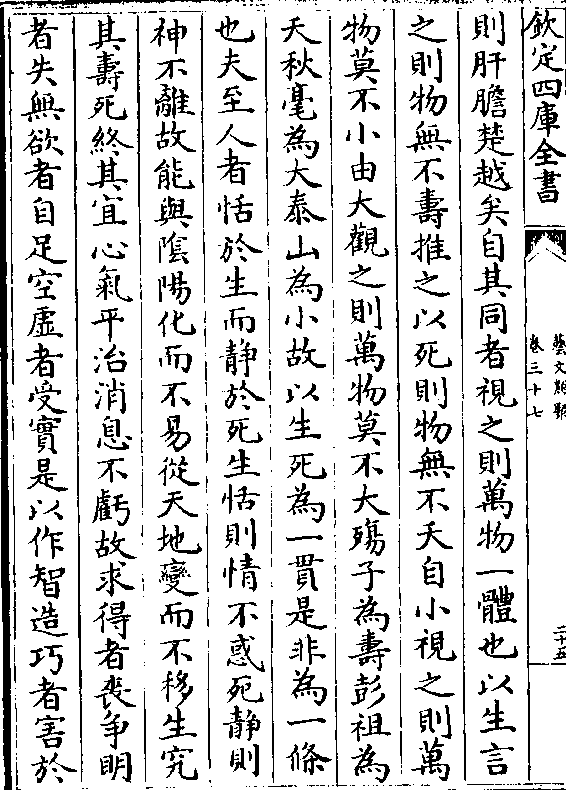 欽定四庫全書
藝文類聚
卷三十七
二十五
則肝膽楚越矣自其同者視之則萬物一體也以生言
之則物無不壽推之以死則物無不夭自小視之則萬
物莫不小由大觀之則萬物莫不大殤子為壽彭祖為
夭秋毫為大泰山為小故以生死為一貫是非為一條
也夫至人者恬於生而静於死生恬則情不惑死静則
神不離故能與陰陽化而不易從天地變而不移生究
其壽死終其宜心氣平治消息不虧故求得者喪争明
者失無欲者自足空虛者受實是以作智造巧者害於